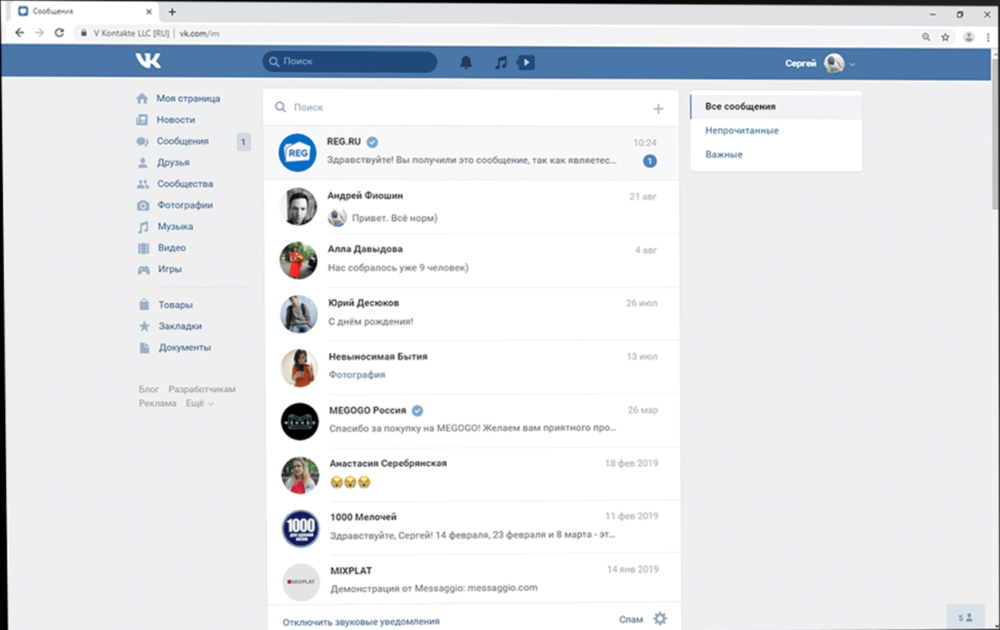 Сообщения
V Kontakte LLC [RU] | vk.com/im
Поиск
Сергей
Моя страница
Новости
Сообщения 1
Друзья
Сообщества
Фотографии
Музыка
Видео
Игры
Товары
Закладки
Документы
Блог Разработчикам
Реклама Ещё
Поиск
REG
REG.RU 10:24
Здравствуйте! Вы получили это сообщение, так как являетес... 1
Андрей Фиошин 21 авг
Привет. Всё норм)
Алла Давыдова 4 авг
Нас собралось уже 9 человек)
Юрий Десюков 26 июл
С днём рождения!
Невыносимая Бытия 13 июл
Фотография
MEGOGO
MEGOGO Россия 26 мар
Спасибо за покупку на MEGOGO! Желаем вам приятного про...
Анастасия Серебрянская 18 фев 2019
1000
1000 Мелочей 11 фев 2019
Здравствуйте, Сергей! 14 февраля, 23 февраля и 8 марта - эт...
MIXPLAT
MIXPLAT 14 янв 2019
Демонстрация от Messaggio: messaggio.com
Отключить звуковые уведомления Спам
Все сообщения
Непрочитанные
Важные
5